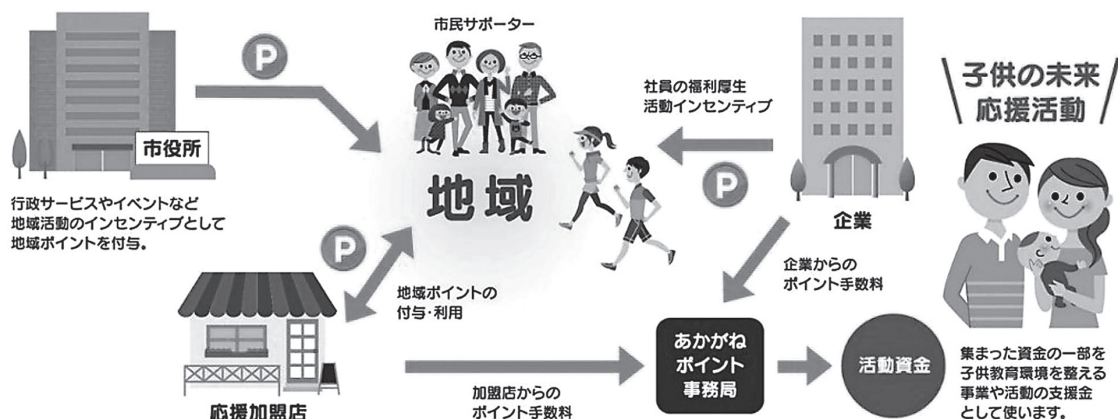 市民サポーター
P
市役所
行政サービスやイベントなど
地域活動のインセンティブとして
地域ポイントを付与。
地域
社員の福利厚生
活動インセンティブ
P
企業
子供の未来
応援活動
P
地域ポイントの
付与・利用
企業からの
ポイント手数料
応援加盟店
加盟店からの
ポイント手数料
あかがね
ポイント
事務局
活動資金
集まった資金の一部を
子供教育環境を整える
事業や活動の支援金
として使います。